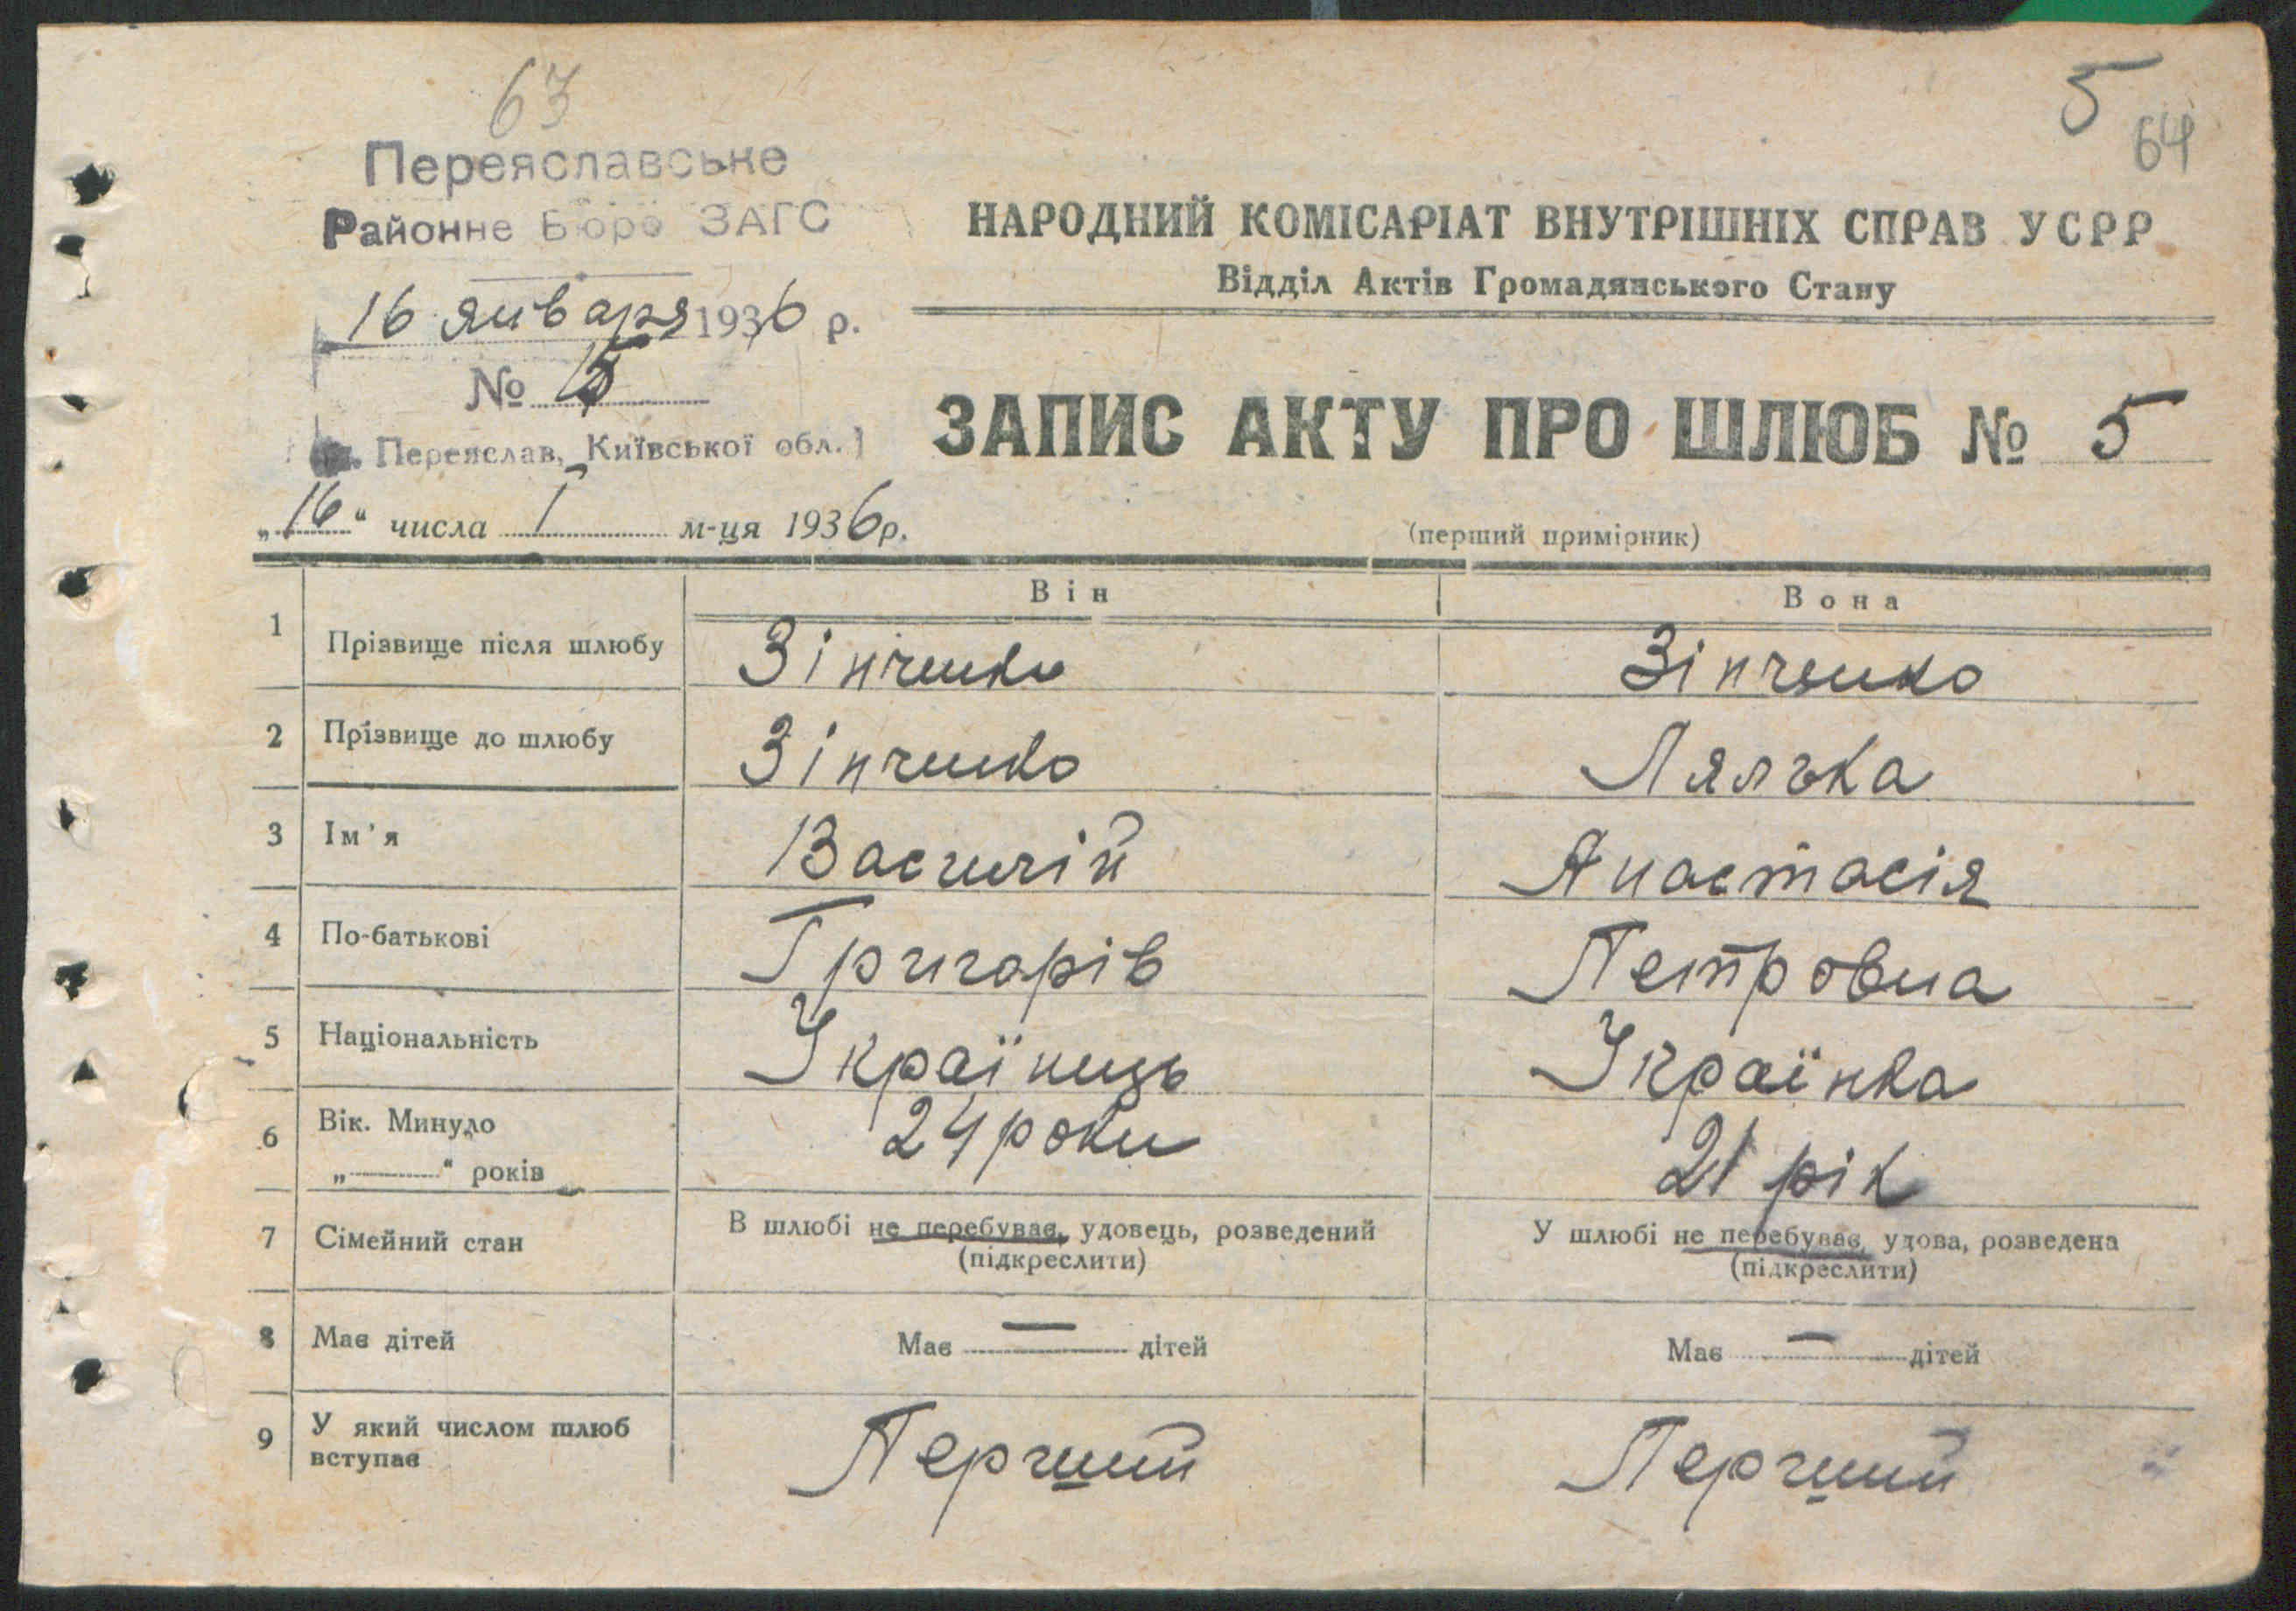 63
5
64
Переяславське
Районне Бюро ЗАГС
16 января 1936 р.
№ 5
Переяслав, Київської обл.
„16“ числа 1 м-ця 1936 р.
НАРОДНИЙ КОМІСАРІАТ ВНУТРІШНІХ СПРАВ УСРР
Відділ Актів Громадянського Стану
ЗАПИС АКТУ ПРО ШЛЮБ № 5
(перший примірник)
Він Вона
1 Прізвище після шлюбу Зінченко Зінченко
2 Прізвище до шлюбу Зінченко Лялька
3 Ім'я Василій Анастасія
4 По-батькові Григарів Петровна
5 Національність Українець Українка
6 Вік. Минуло „ “ років 24 роки 21 рік
7 Сімейний стан В шлюбі не перебуває, удовець, розведений (підкреслити) У шлюбі не перебуває, удова, розведена (підкреслити)
8 Має дітей Має — дітей Має — дітей
9 У який числом шлюб вступає Перший Перший